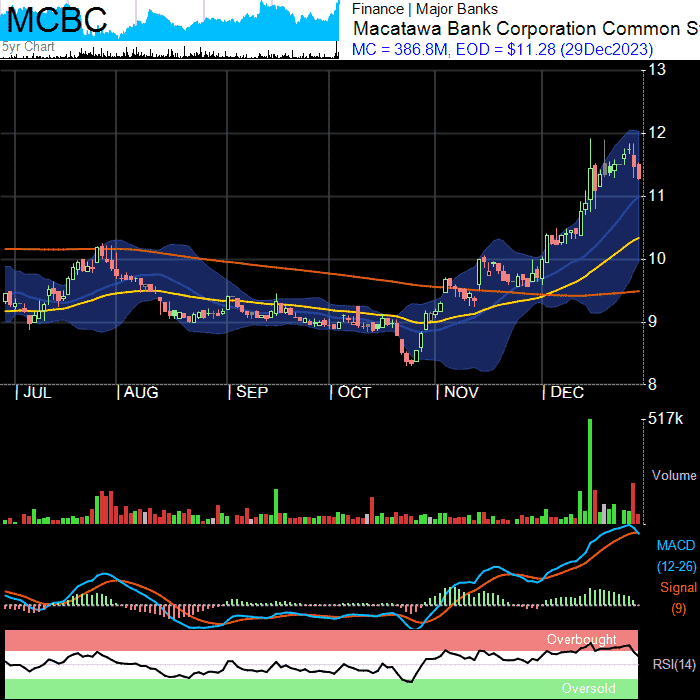 MCBC
5yr Chart
Finance | Major Banks
Macatawa Bank Corporation Common S
MC = 386.8M, EOD = $11.28 (29Dec2023)
13
12
11
10
9
8
JUL AUG SEP OCT NOV DEC
517k
Volume
MACD
(12-26)
Signal
(9)
Overbought
RSI(14)
Oversold